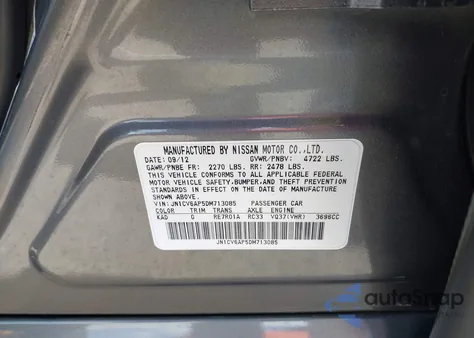 MANUFACTURED BY NISSAN MOTOR CO.,LTD.
DATE: 09/12 GVWR/PNBV: 4722 LBS.
GAWR/PNBE FR: 2270 LBS. RR: 2478 LBS.
THIS VEHICLE CONFORMS TO ALL APPLICABLE FEDERAL
MOTOR VEHICLE SAFETY, BUMPER, AND THEFT PREVENTION
STANDARDS IN EFFECT ON THE DATE OF MANUFACTURE
SHOWN ABOVE.
VIN: JN1CV6AP5DM713085 PASSENGER CAR
COLOR TRIM TRANS AXLE ENGINE
KAD G RE7R01A RC33 VQ37(VHR) 3696CC
JN1CV6AP5DM713085
autoSnap